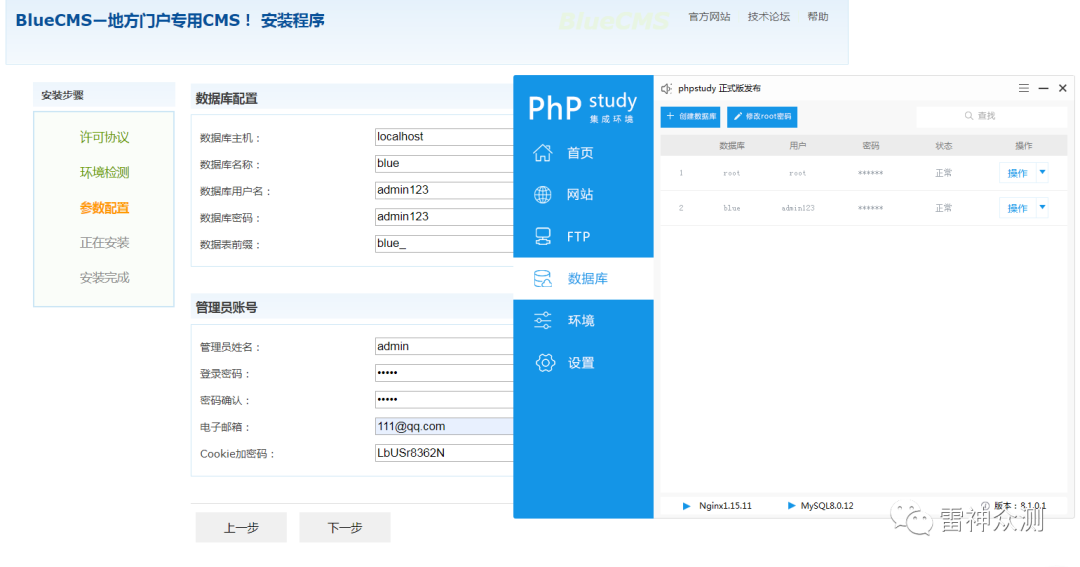 BlueCMS—地方门户专用CMS！安装程序
BlueCMS
官方网站 技术论坛 帮助
安装步骤
许可协议
环境检测
参数配置
正在安装
安装完成
数据库配置
数据库主机： localhost
数据库名称： blue
数据库用户名： admin123
数据库密码： admin123
数据表前缀： blue_
管理员账号
管理员姓名： admin
登录密码： •••••
密码确认： •••••
电子邮箱： 111@qq.com
Cookie加密码： LbUSr8362N
上一步 下一步
PhP study
集成环境
首页
网站
FTP
数据库
环境
设置
phpstudy 正式版发布
创建数据库 修改root密码 查找
数据库 用户 密码 状态 操作
1 root root ****** 正常 操作
2 blue admin123 ****** 正常 操作
Nginx1.15.11 MySQL8.0.12 版本：8.1.0.1
雷神众测